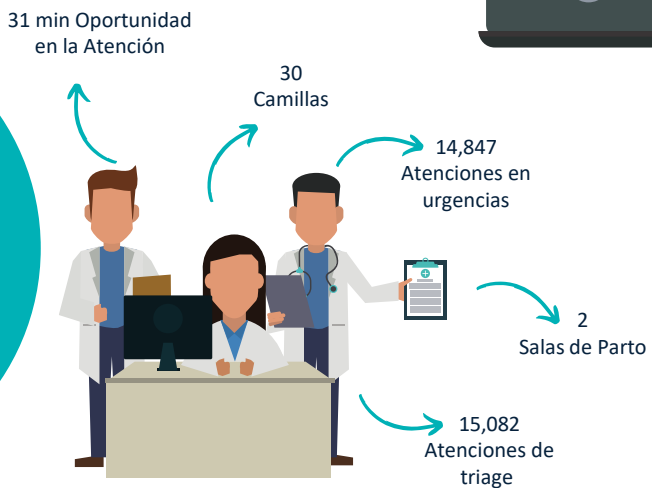 31 min Oportunidad
en la Atención
30
Camillas
14,847
Atenciones en
urgencias
2
Salas de Parto
15,082
Atenciones de
triage